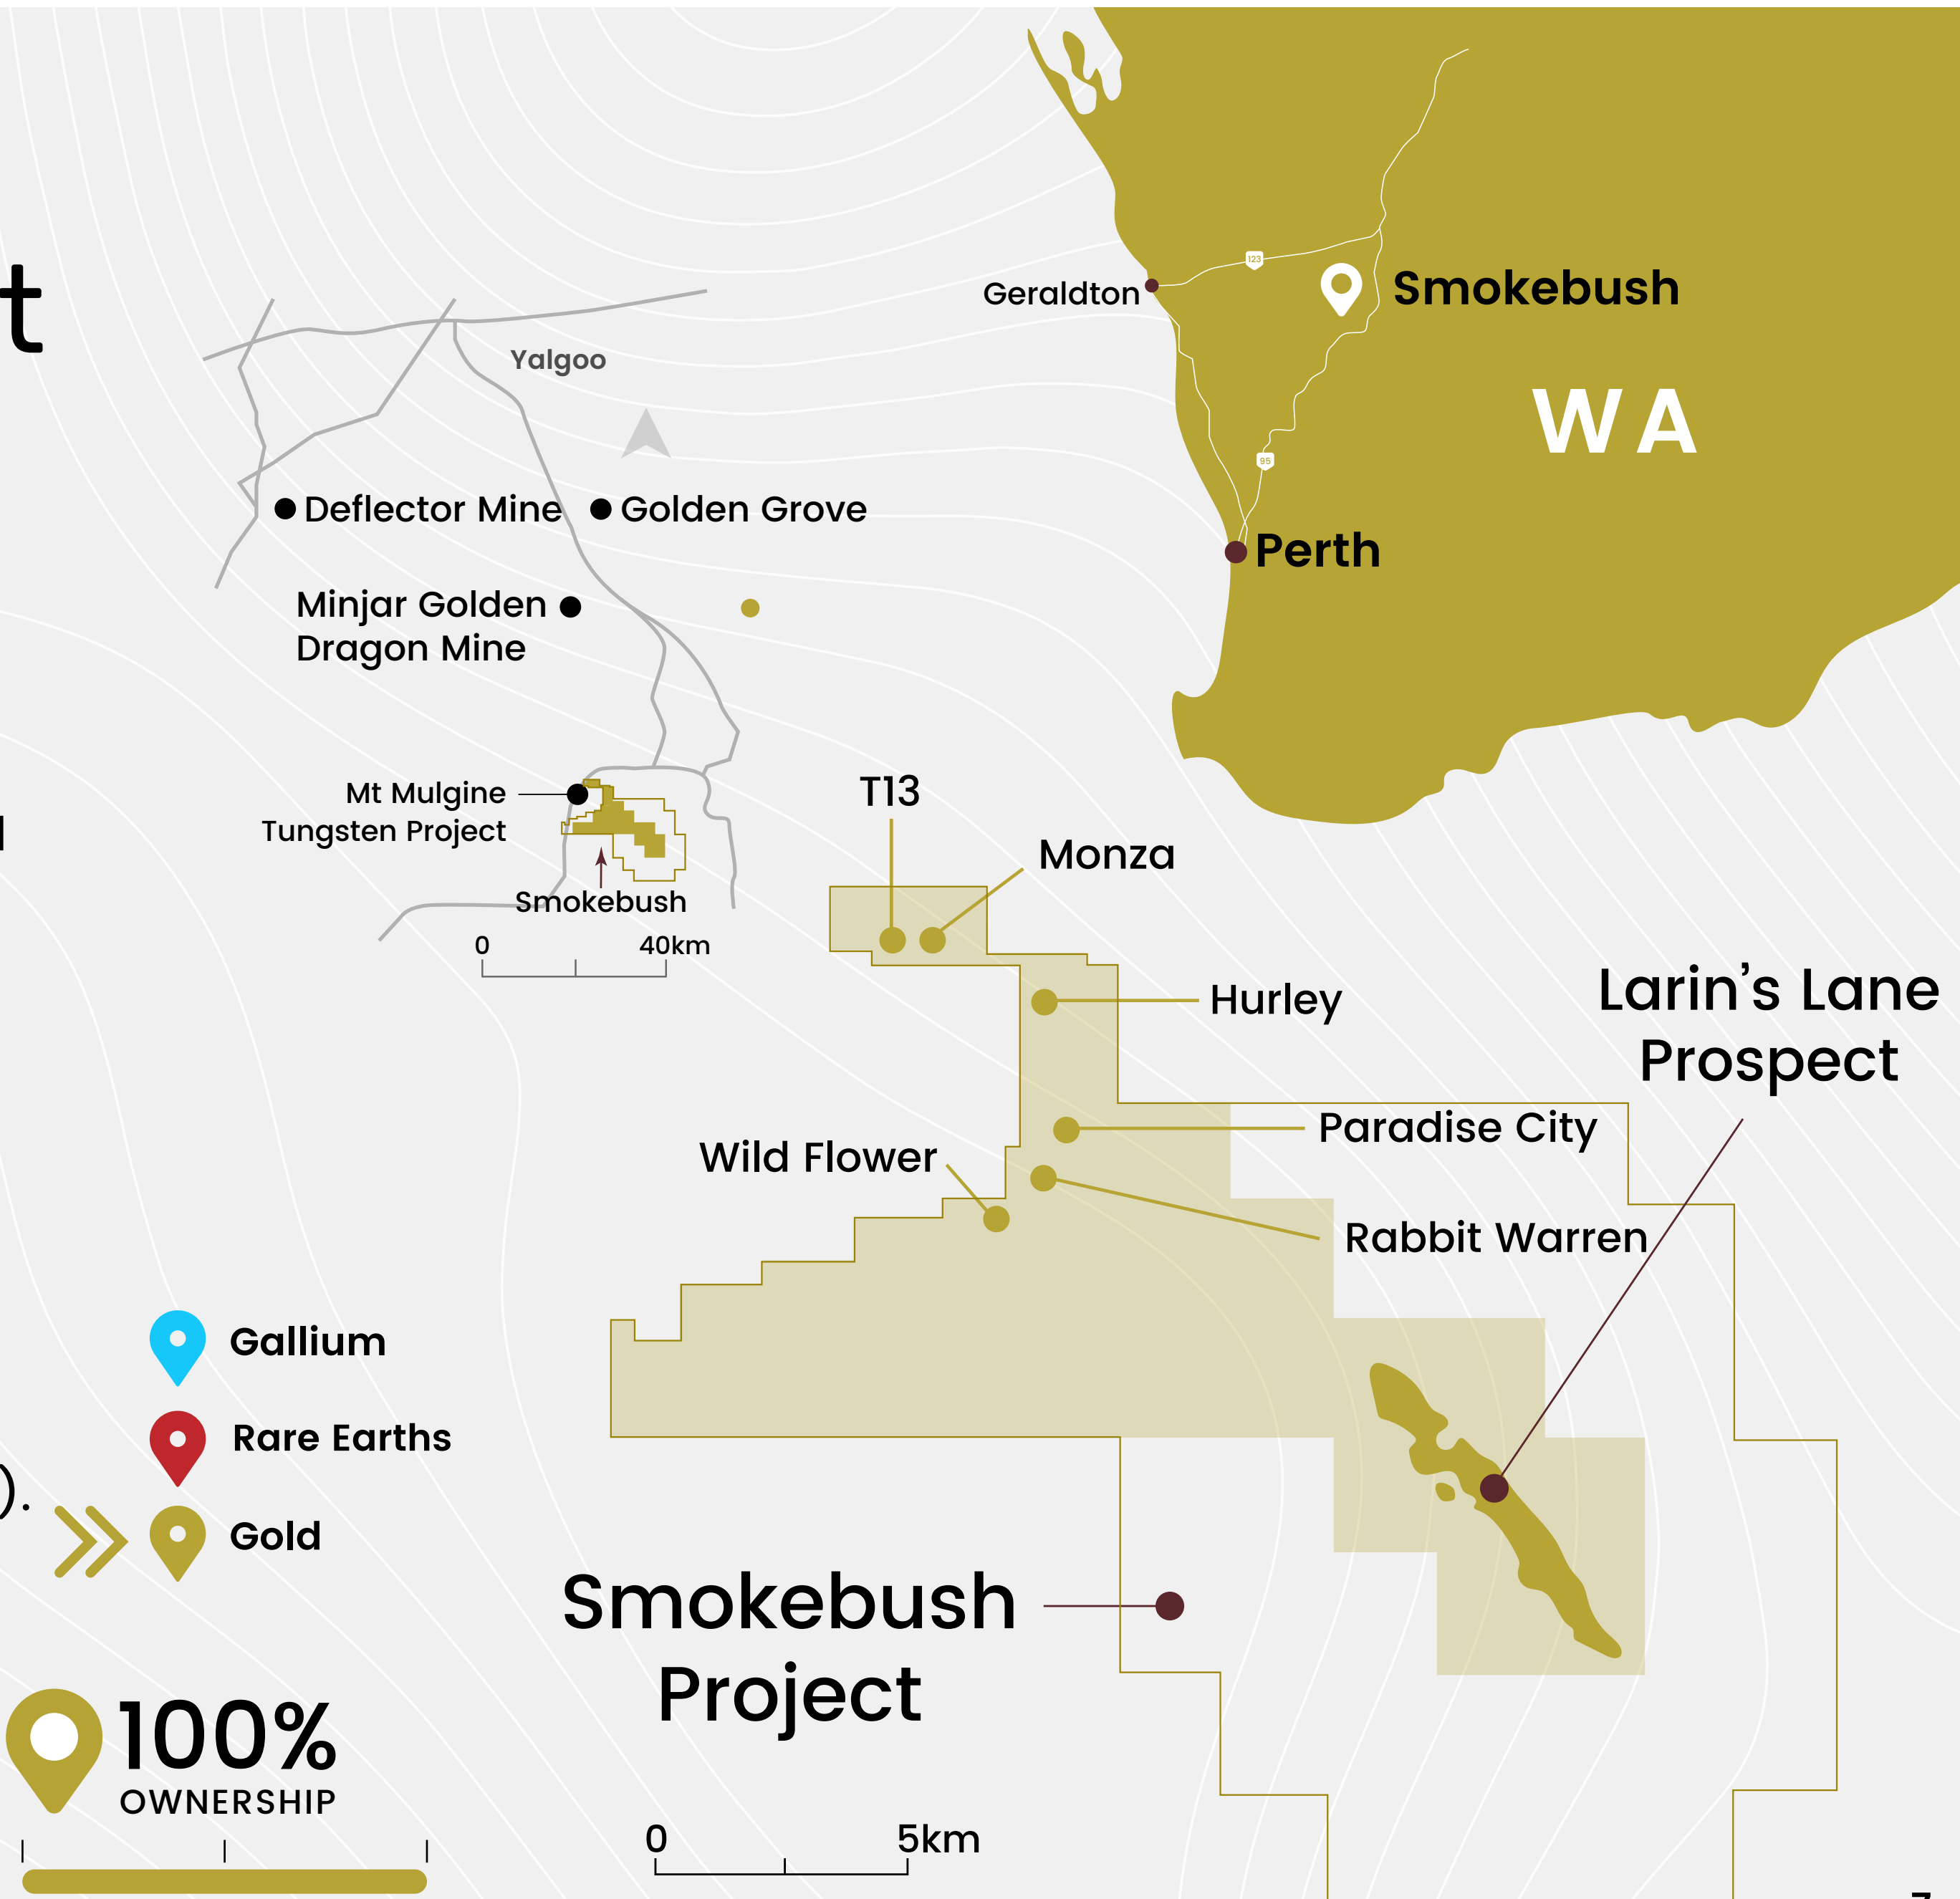 t
Geraldton
123
Smokebush
WA
95
Perth
Yalgoo
Deflector Mine
Golden Grove
Minjar Golden
Dragon Mine
Mt Mulgine
Tungsten Project
Smokebush
0
40km
T13
Monza
Hurley
Larin’s Lane
Prospect
Paradise City
Wild Flower
Rabbit Warren
Gallium
Rare Earths
).
Gold
Smokebush
Project
100%
OWNERSHIP
0
5km